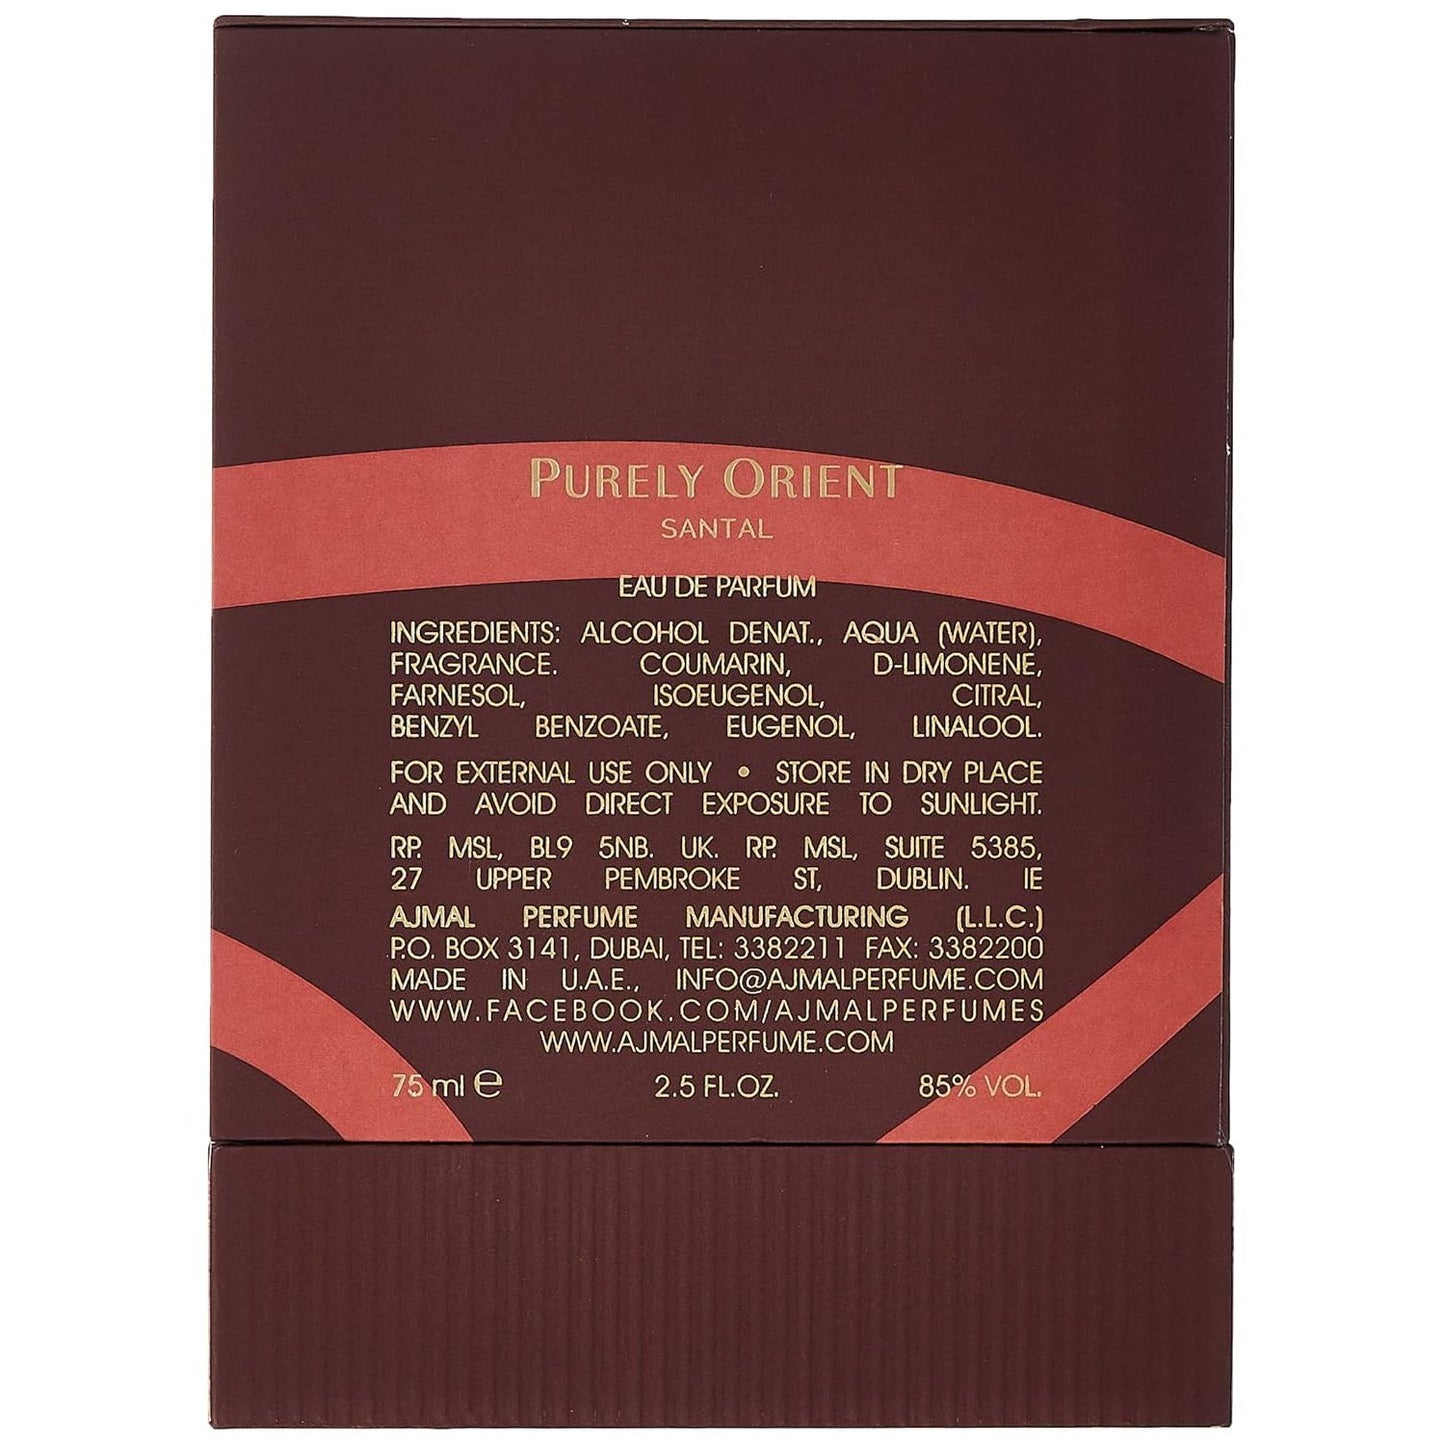 PURELY ORIENT
SANTAL
EAU DE PARFUM
INGREDIENTS: ALCOHOL DENAT., AQUA (WATER),
FRAGRANCE. COUMARIN, D-LIMONENE,
FARNESOL, ISOEUGENOL, CITRAL,
BENZYL BENZOATE, EUGENOL, LINALOOL.
FOR EXTERNAL USE ONLY • STORE IN DRY PLACE
AND AVOID DIRECT EXPOSURE TO SUNLIGHT.
RP. MSL, BL9 5NB. UK. RP. MSL, SUITE 5385,
27 UPPER PEMBROKE ST, DUBLIN. IE
AJMAL PERFUME MANUFACTURING (L.L.C.)
P.O. BOX 3141, DUBAI, TEL: 3382211 FAX: 3382200
MADE IN U.A.E., INFO@AJMALPERFUME.COM
WWW.FACEBOOK.COM/AJMALPERFUMES
WWW.AJMALPERFUME.COM
75 ml ℮ 2.5 FL.OZ. 85% VOL.